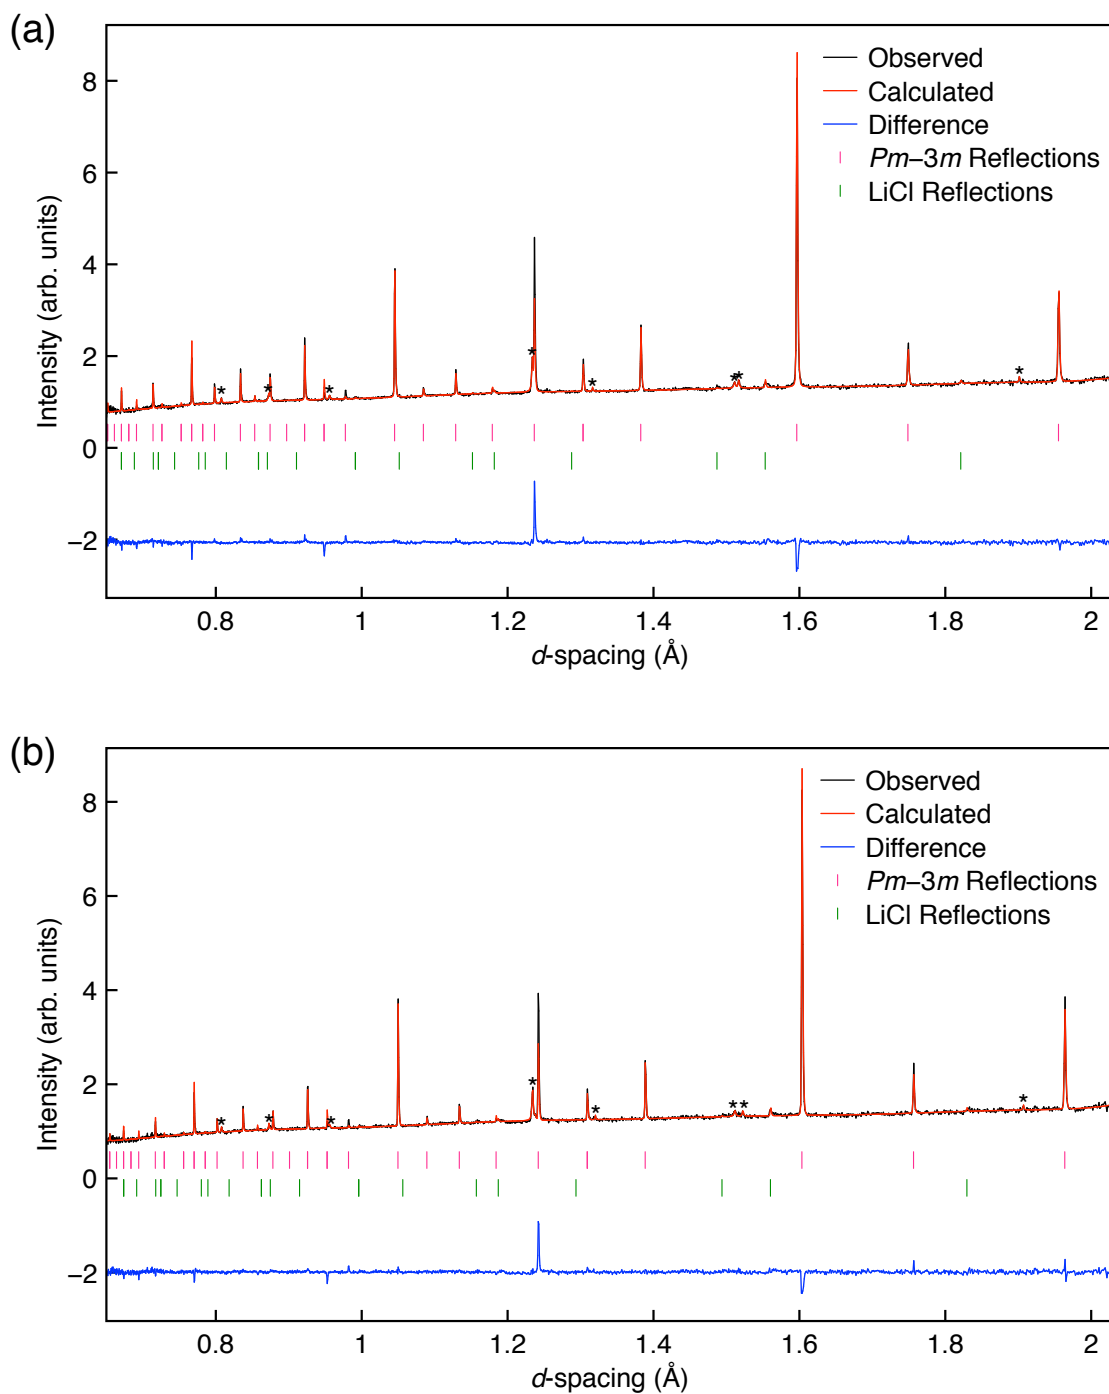 (a)
Observed
Calculated
Difference
Pm–3m Reflections
LiCl Reflections
Intensity (arb. units)
8
6
4
2
0
−2
* * * * * * * *
0.8 1 1.2 1.4 1.6 1.8 2
d-spacing (Å)
(b)
Observed
Calculated
Difference
Pm–3m Reflections
LiCl Reflections
Intensity (arb. units)
8
6
4
2
0
−2
* * * * * * * *
0.8 1 1.2 1.4 1.6 1.8 2
d-spacing (Å)